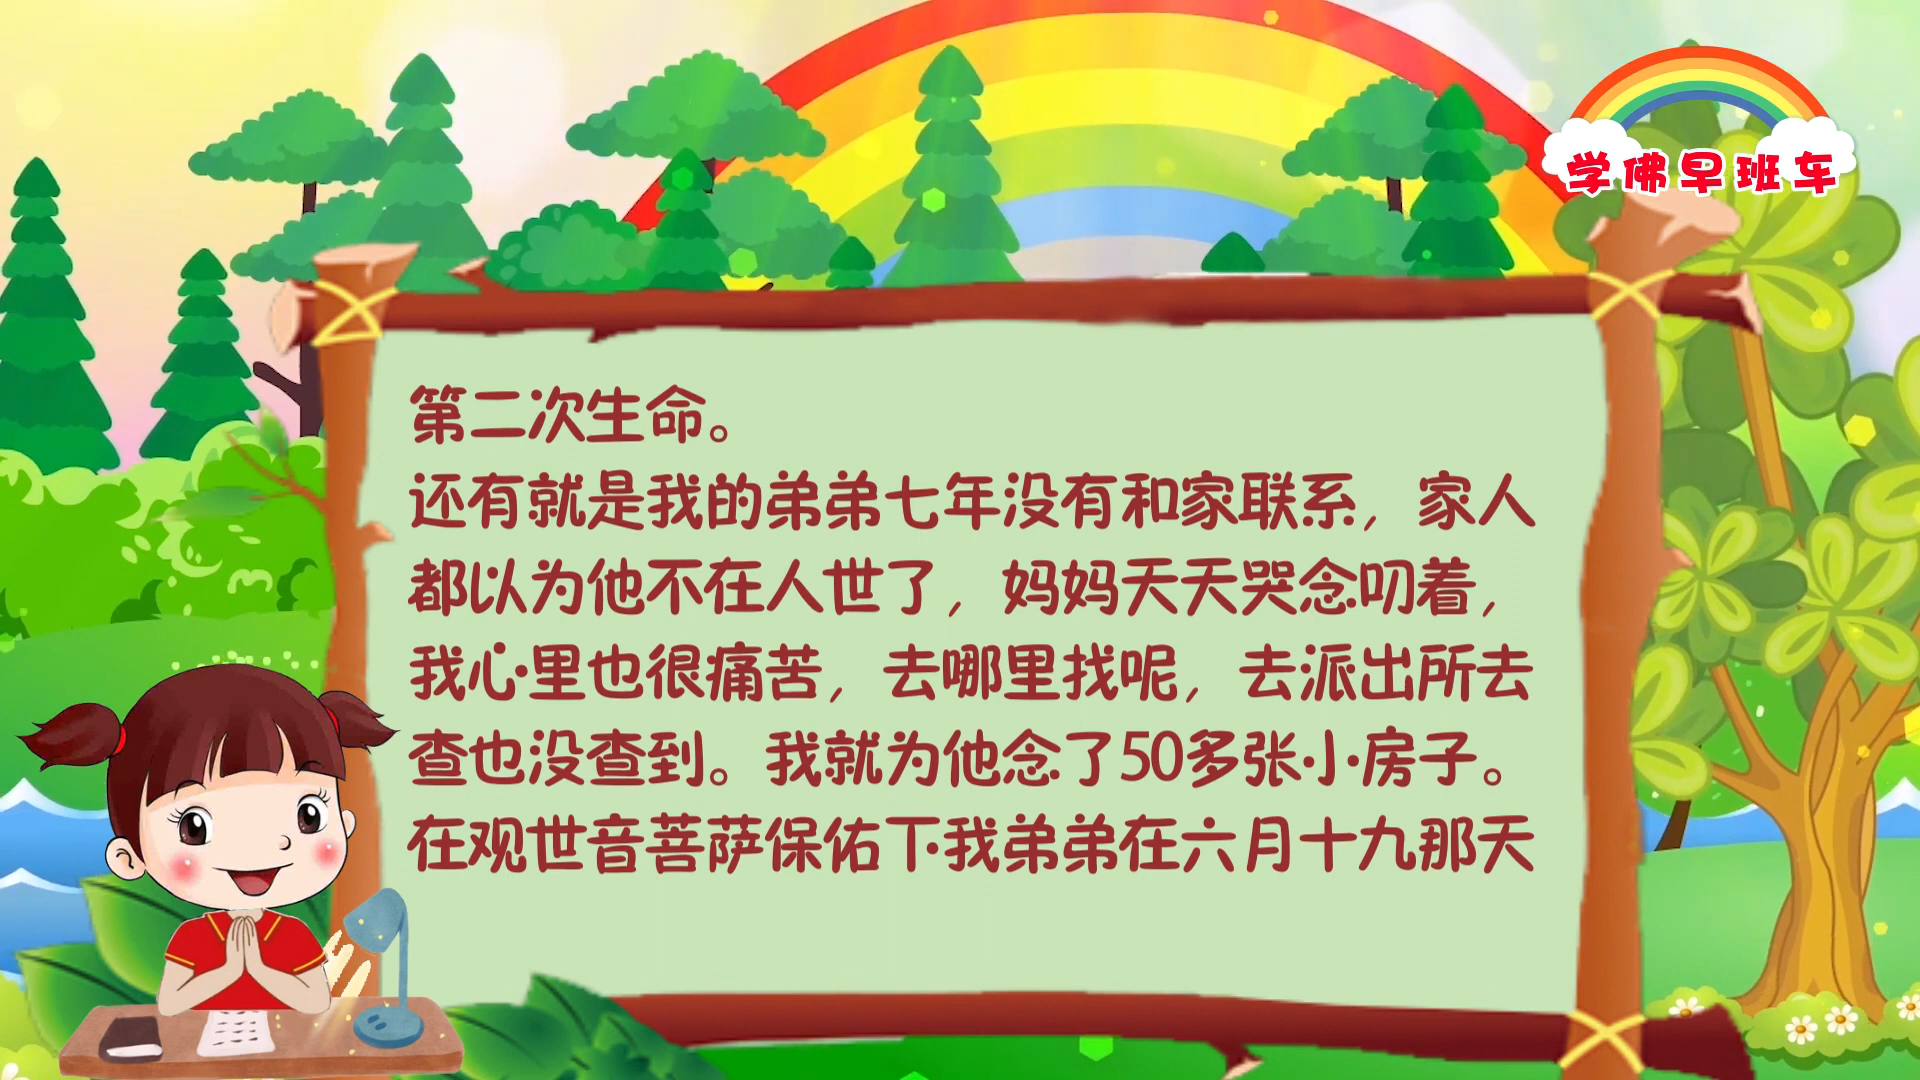 学佛早班车
第二次生命。
还有就是我的弟弟七年没有和家联系，家人
都以为他不在人世了，妈妈天天哭念叨着，
我心里也很痛苦，去哪里找呢，去派出所去
查也没查到。我就为他念了50多张小房子。
在观世音菩萨保佑下我弟弟在六月十九那天